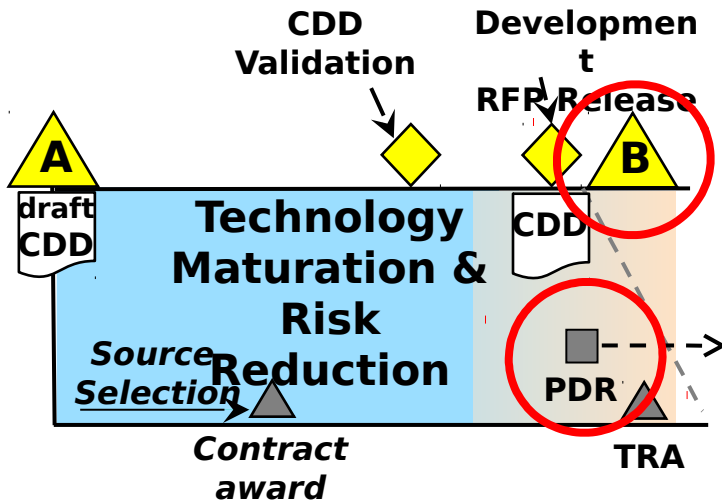 CDD
Validation
Developmen
t
RFP Release
A
B
draft
CDD
Technology
Maturation &
Risk
Reduction
CDD
Source
Selection
PDR
Contract
award
TRA